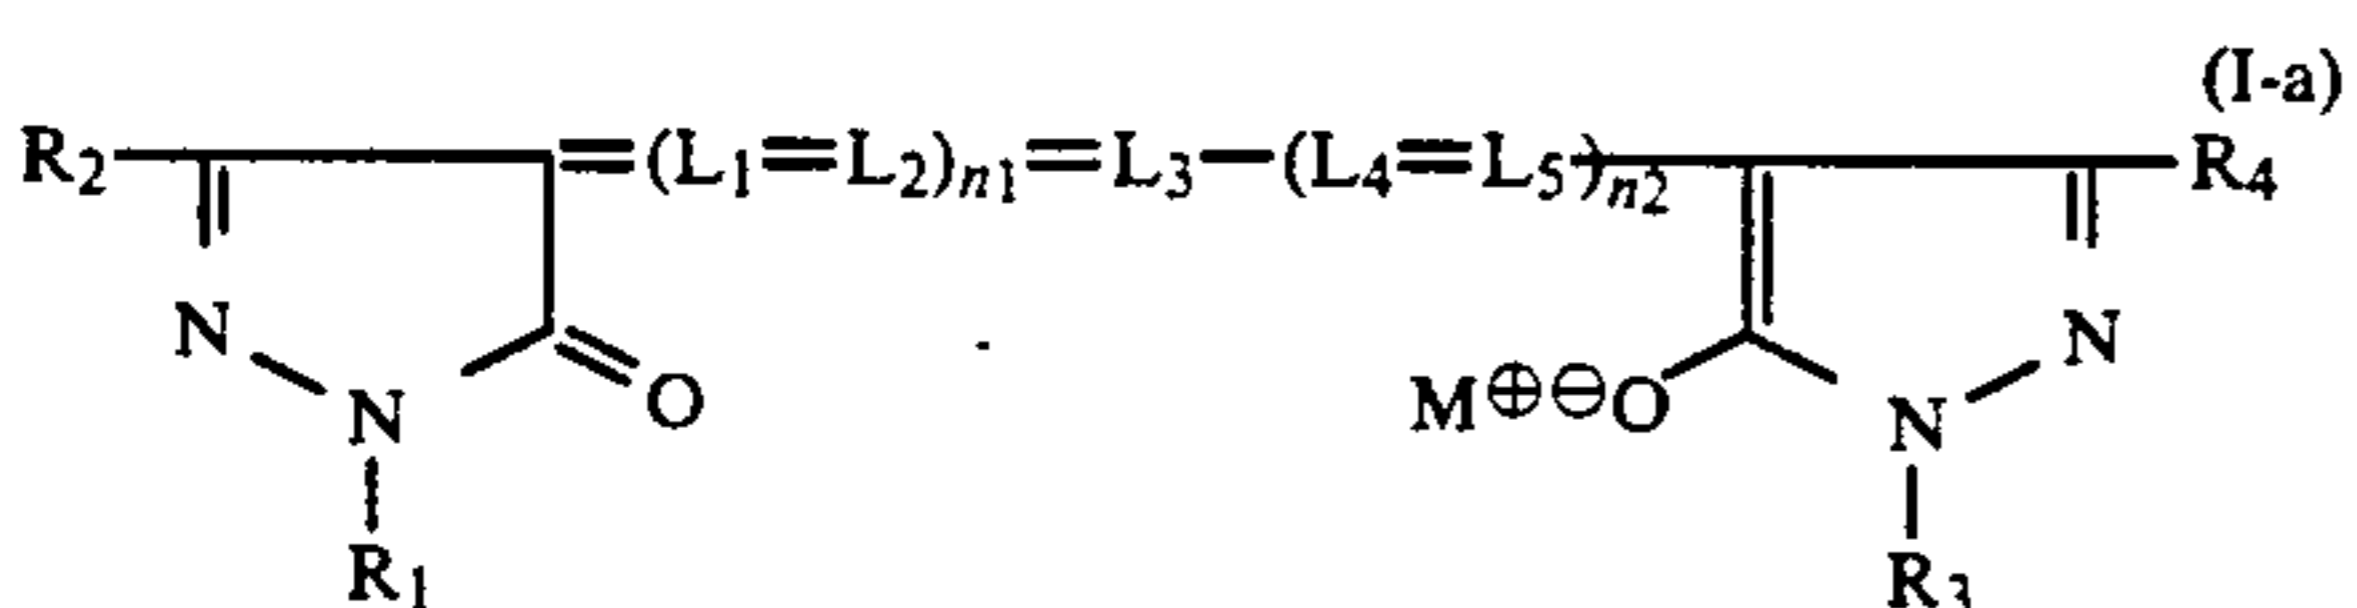 (I-a)
R2 =(L1=L2)n1=L3—(L4=L5)n2 R4
N N
N O M⊕⊖O N
R1 R3